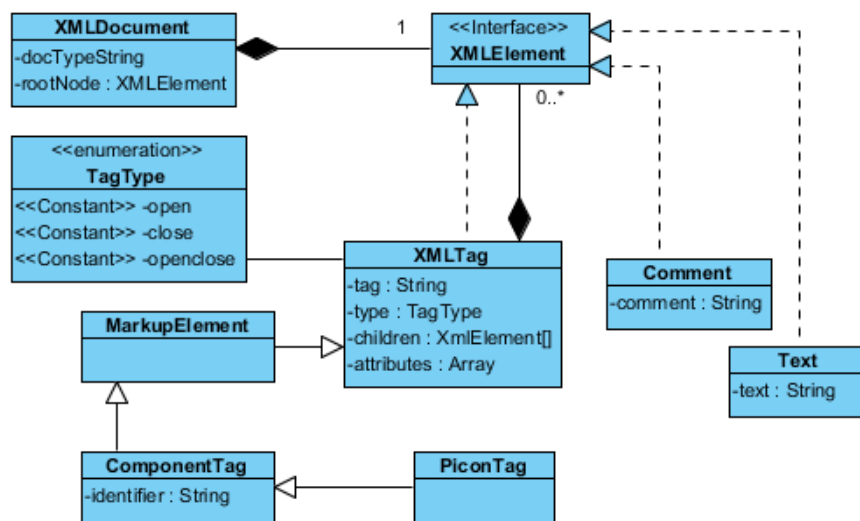 XMLDocument
-docTypeString
-rootNode : XMLElement
1
<<Interface>>
XMLElement
0..*
<<enumeration>>
TagType
<<Constant>> -open
<<Constant>> -close
<<Constant>> -openclose
XMLTag
-tag : String
-type : TagType
-children : XmlElement[]
-attributes : Array
Comment
-comment : String
MarkupElement
Text
-text : String
ComponentTag
-identifier : String
PiconTag